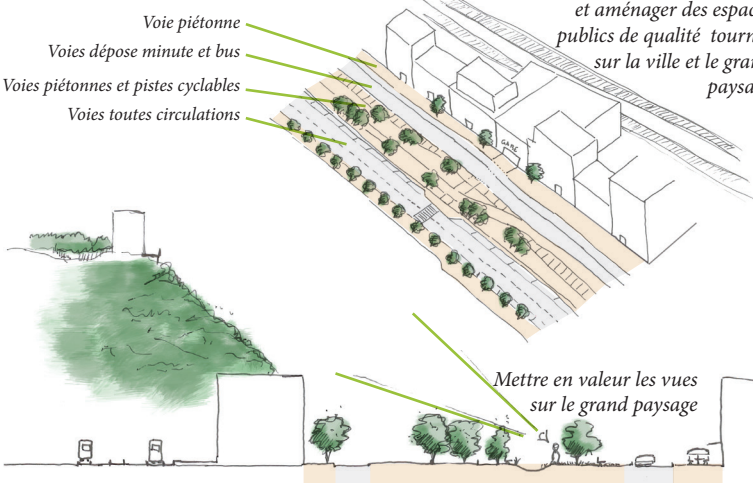 Voie piétonne
Voies dépose minute et bus
Voies piétonnes et pistes cyclables
Voies toutes circulations
et aménager des espac
publics de qualité tourn
sur la ville et le gran
paysa
GARE
Mettre en valeur les vues
sur le grand paysage